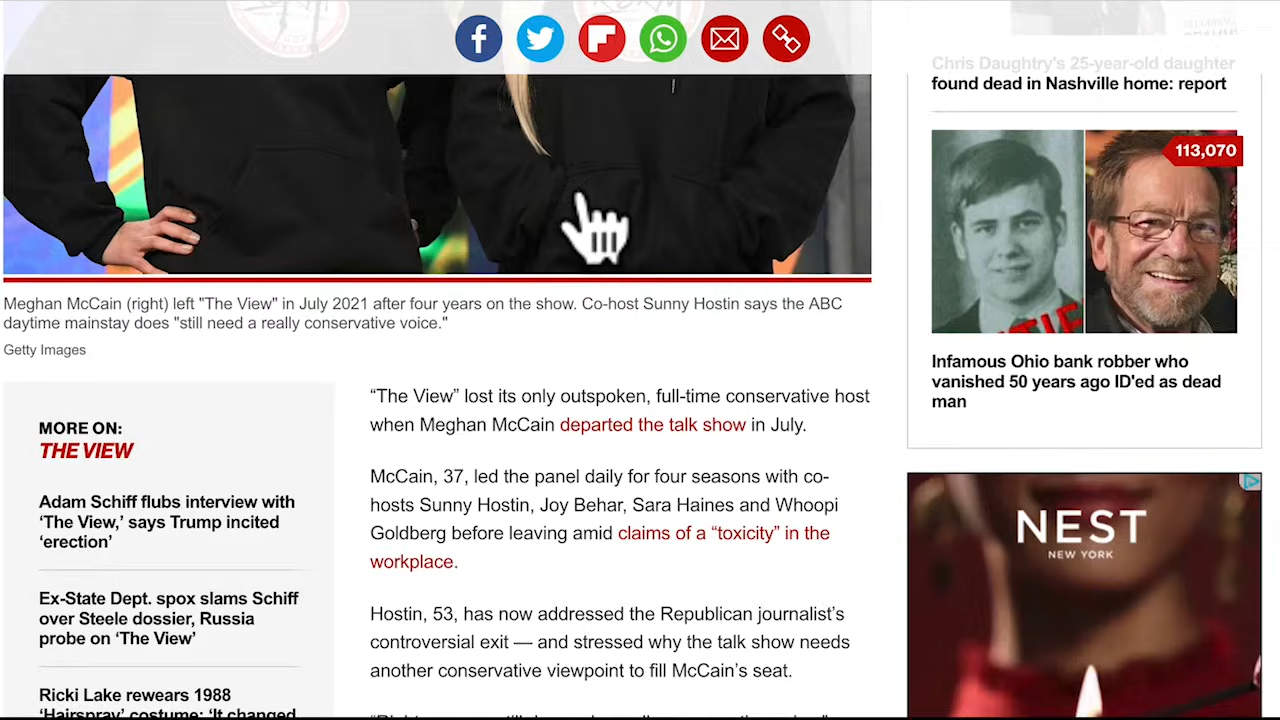 Meghan McCain (right) left "The View" in July 2021 after four years on the show. Co-host Sunny Hostin says the ABC
daytime mainstay does "still need a really conservative voice."
Getty Images
MORE ON:
THE VIEW
Adam Schiff flubs interview with
‘The View,’ says Trump incited
‘erection’
Ex-State Dept. spox slams Schiff
over Steele dossier, Russia
probe on ‘The View’
Ricki Lake rewears 1988
‘Hairspray’ costume: ‘It changed
“The View” lost its only outspoken, full-time conservative host
when Meghan McCain departed the talk show in July.
McCain, 37, led the panel daily for four seasons with co-
hosts Sunny Hostin, Joy Behar, Sara Haines and Whoopi
Goldberg before leaving amid claims of a “toxicity” in the
workplace.
Hostin, 53, has now addressed the Republican journalist’s
controversial exit — and stressed why the talk show needs
another conservative viewpoint to fill McCain’s seat.
Chris Daughtry's 25-year-old daughter
found dead in Nashville home: report
113,070
Infamous Ohio bank robber who
vanished 50 years ago ID'ed as dead
man
NEST
NEW YORK